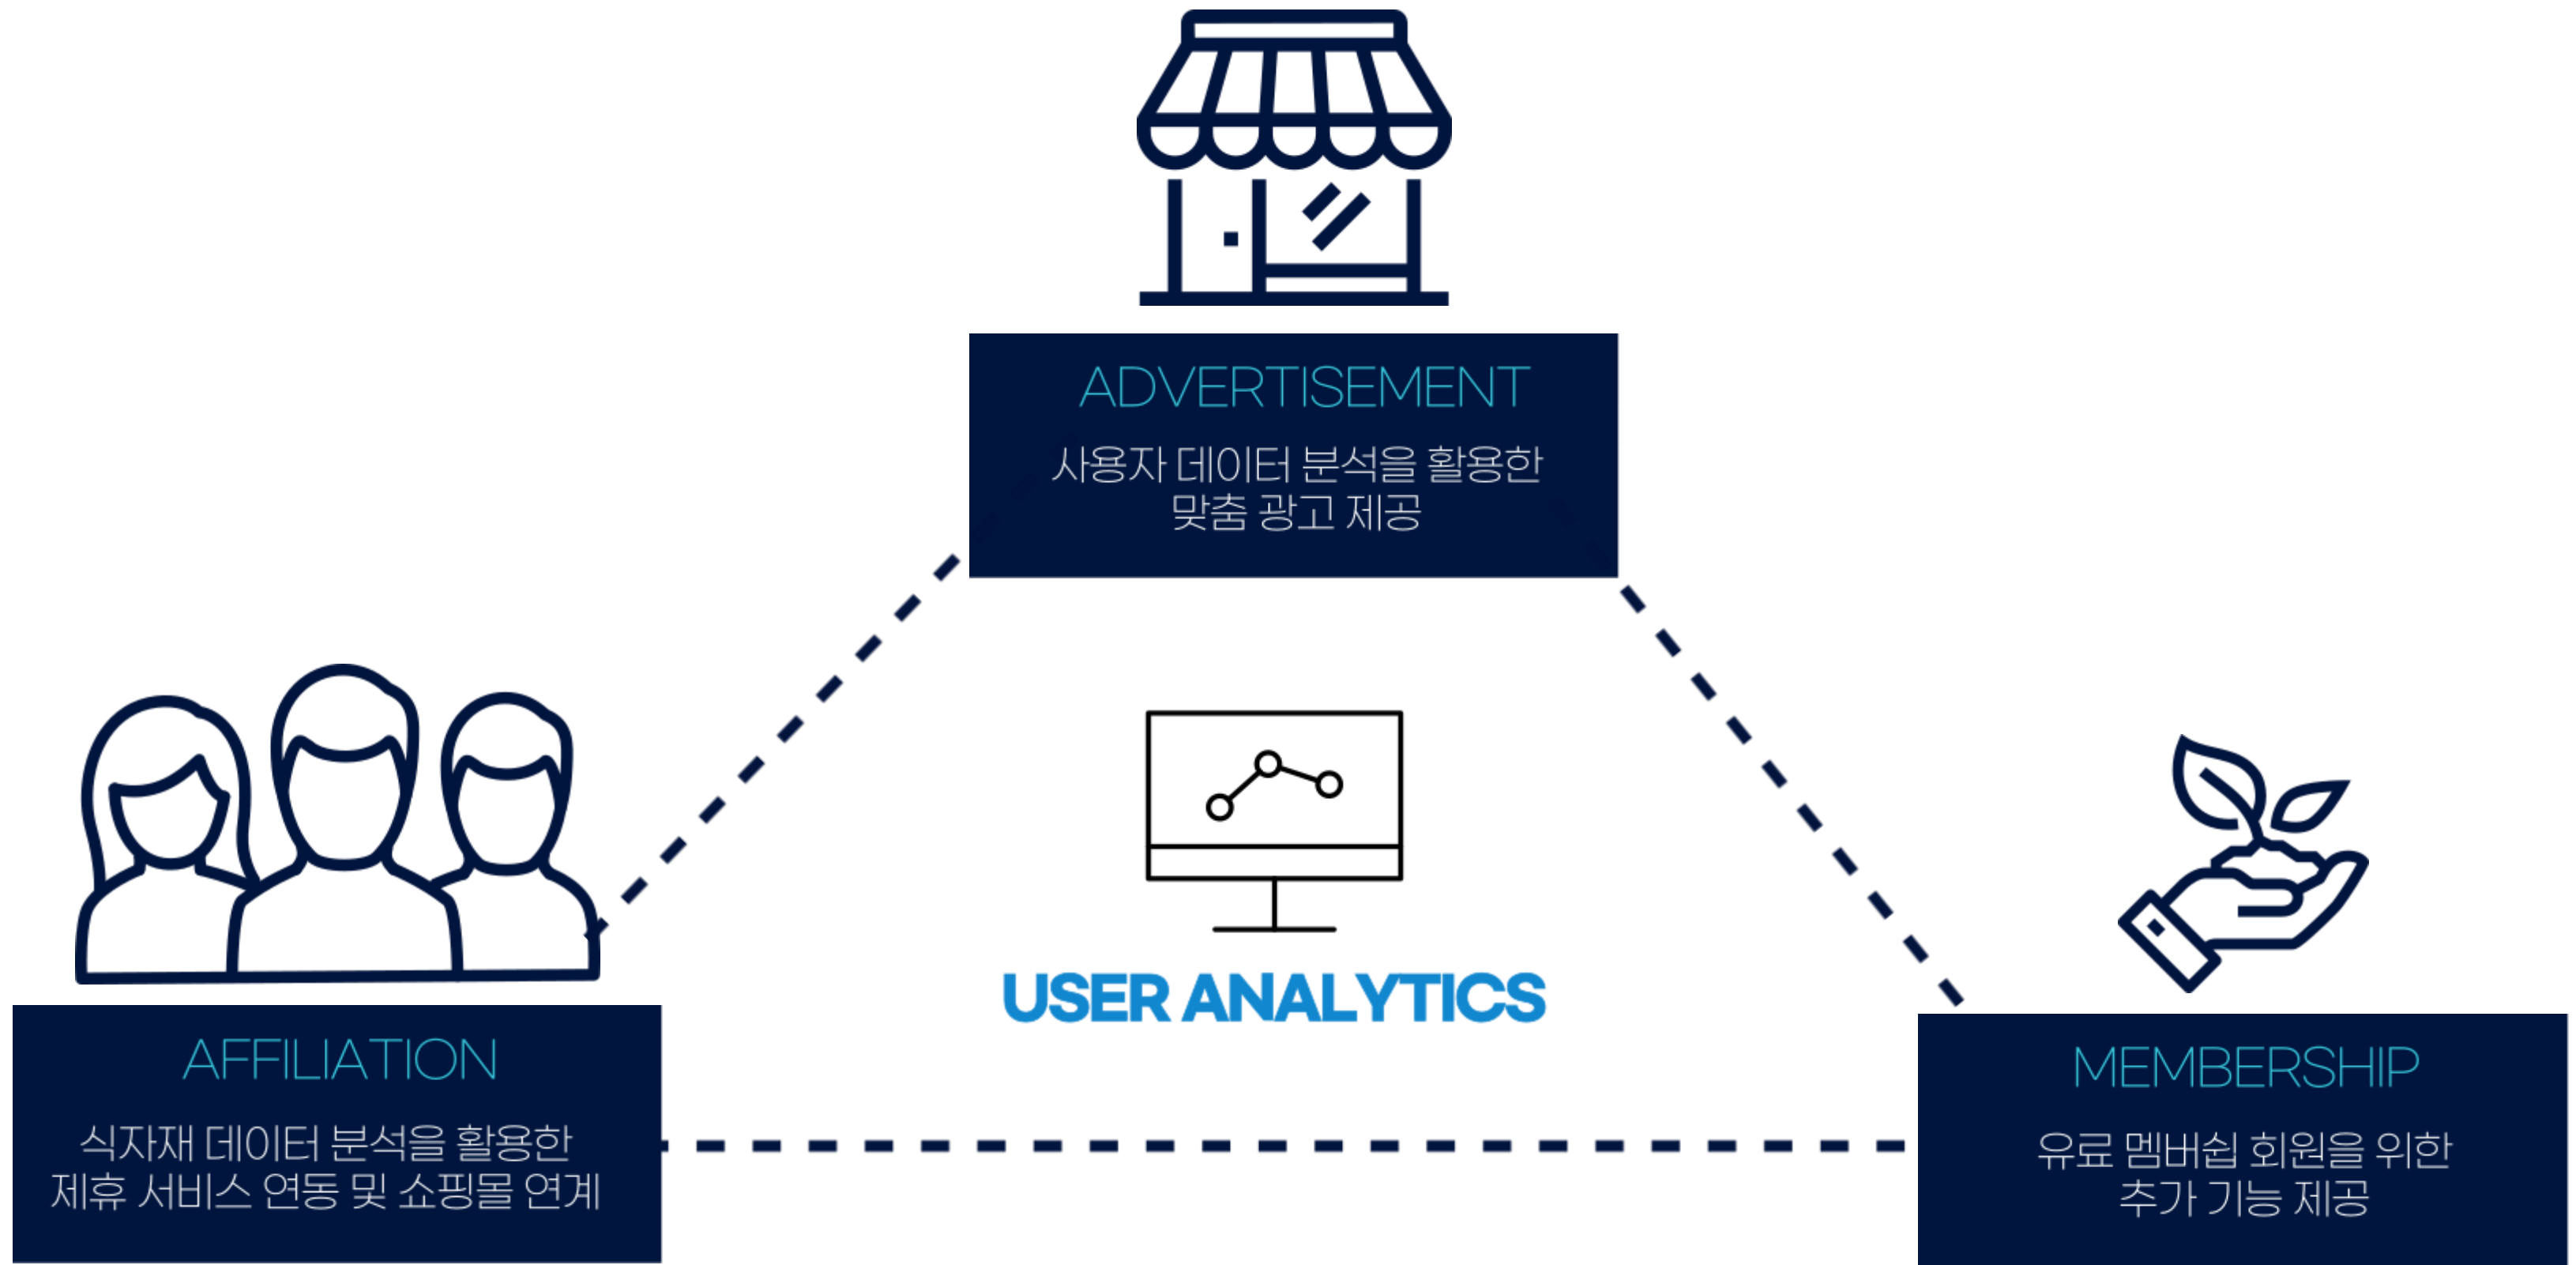 ADVERTISEMENT
사용자 데이터 분석을 활용한
맞춤 광고 제공
USER ANALYTICS
AFFILIATION
식자재 데이터 분석을 활용한
제휴 서비스 연동 및 쇼핑몰 연계
MEMBERSHIP
유료 멤버쉽 회원을 위한
추가 기능 제공